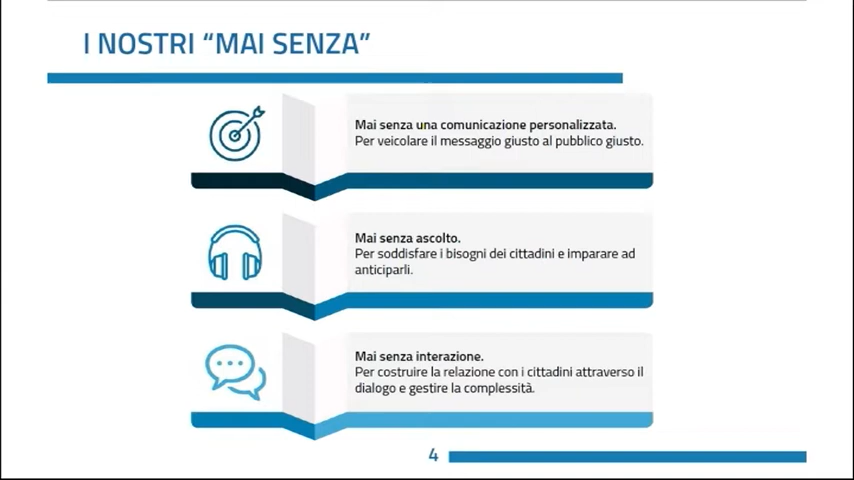 I NOSTRI “MAI SENZA”
Mai senza una comunicazione personalizzata.
Per veicolare il messaggio giusto al pubblico giusto.
Mai senza ascolto.
Per soddisfare i bisogni dei cittadini e imparare ad
anticiparli.
Mai senza interazione.
Per costruire la relazione con i cittadini attraverso il
dialogo e gestire la complessità.
4